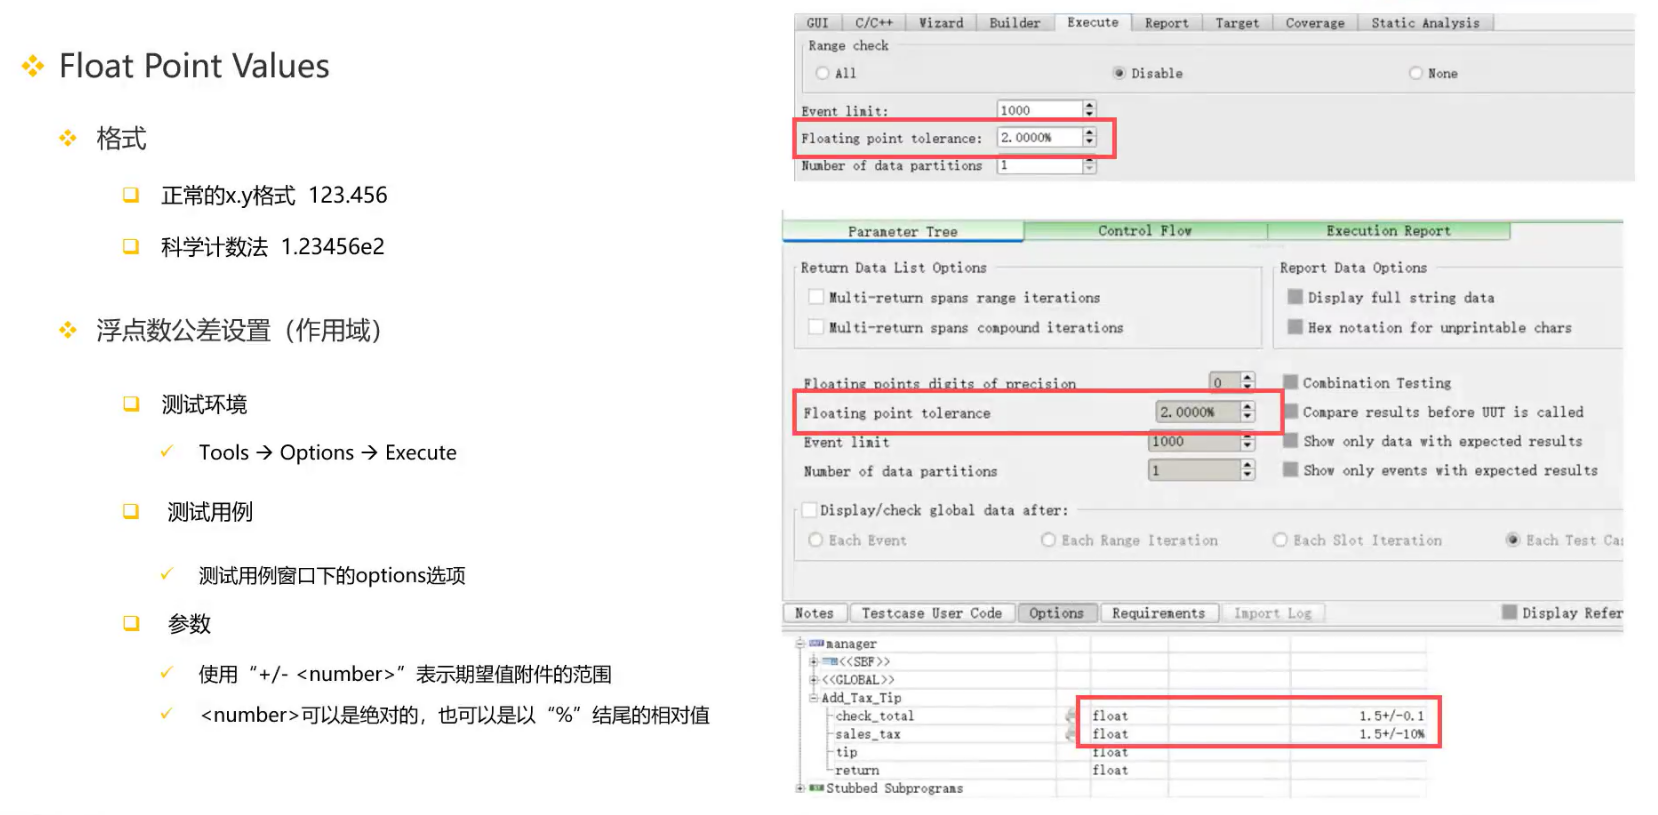 Float Point Values
格式
正常的x.y格式 123.456
科学计数法 1.23456e2
浮点数公差设置（作用域）
测试环境
Tools → Options → Execute
测试用例
测试用例窗口下的options选项
参数
使用“+/- <number>”表示期望值附件的范围
<number>可以是绝对的，也可以是以“%”结尾的相对值
GUI C/C++ Wizard Builder Execute Report Target Coverage Static Analysis
Range check
All Disable None
Event limit: 1000
Floating point tolerance: 2.0000%
Number of data partitions 1
Parameter Tree Control Flow Execution Report
Return Data List Options Report Data Options
Multi-return spans range iterations Display full string data
Multi-return spans compound iterations Hex notation for unprintable chars
Floating points digits of precision 0 Combination Testing
Floating point tolerance 2.0000% Compare results before UUT is called
Event limit 1000 Show only data with expected results
Number of data partitions 1 Show only events with expected results
Display/check global data after:
Each Event Each Range Iteration Each Slot Iteration Each Test Cas
Notes Testcase User Code Options Requirements Import Log Display Refer
manager
<<SBF>>
<<GLOBAL>>
Add_Tax_Tip
check_total float 1.5+/-0.1
sales_tax float 1.5+/-10%
tip float
return float
Stubbed Subprograms